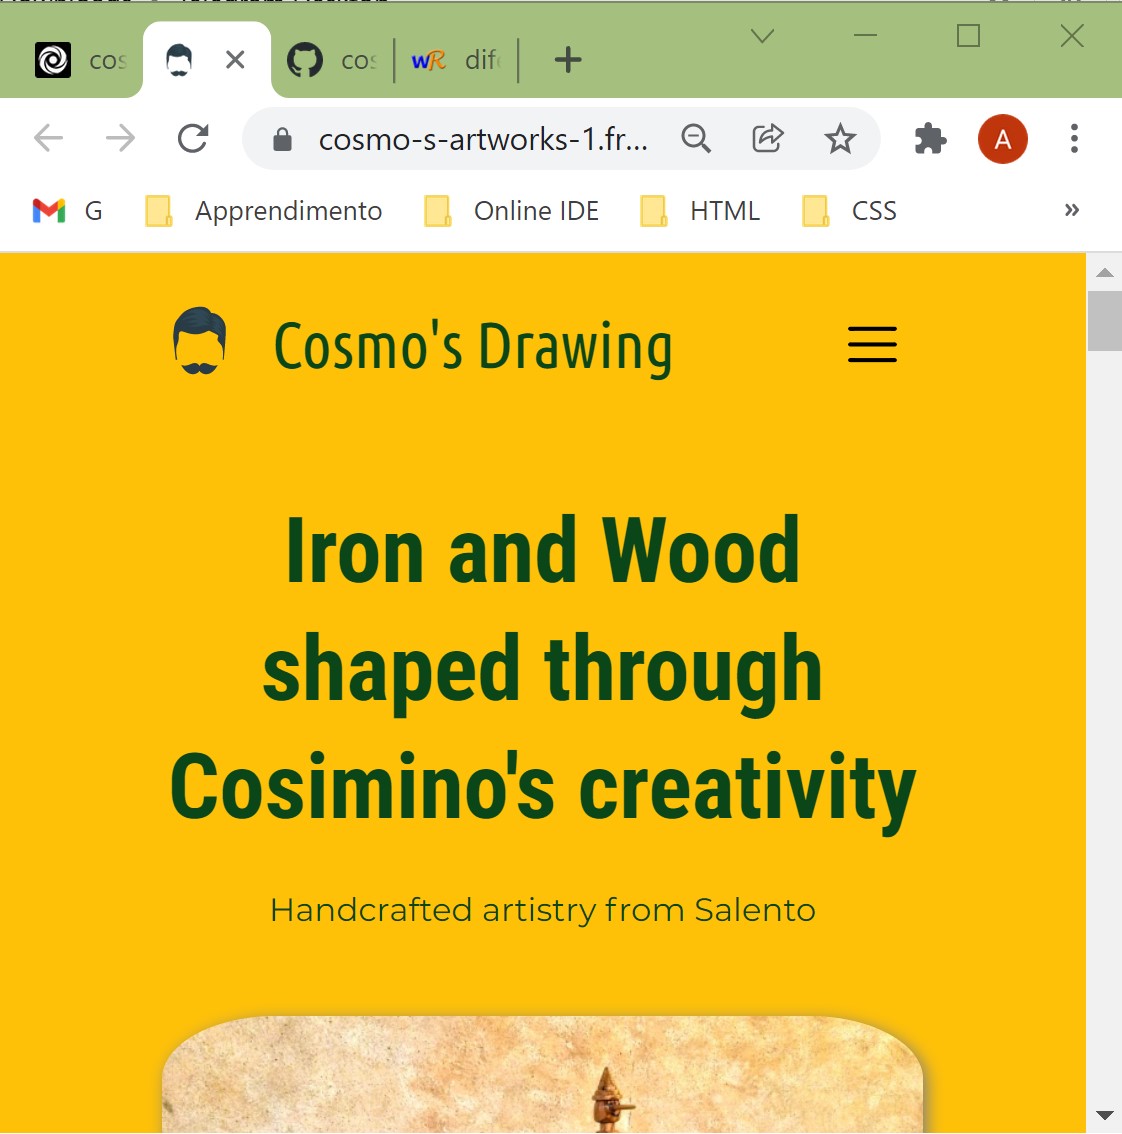 cos
cos
wR dif
cosmo-s-artworks-1.fr...
A
G
Apprendimento
Online IDE
HTML
CSS
»
Cosmo's Drawing
Iron and Wood
shaped through
Cosimino's creativity
Handcrafted artistry from Salento